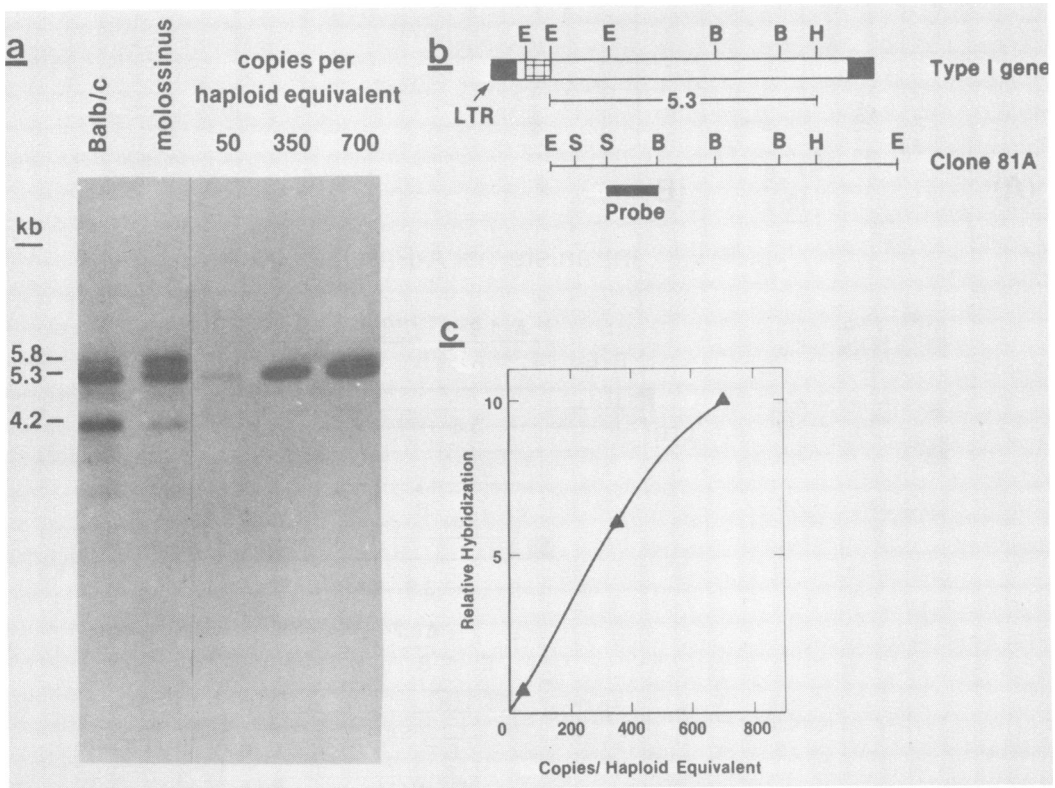 a
Balb/c
molossinus
copies per
haploid equivalent
50 350 700
kb
5.8
5.3
4.2
b
E E E B B H
Type I gene
LTR
5.3
E S S B B B H E
Clone 81A
Probe
c
10
5
Relative Hybridization
200 400 600 800
Copies/ Haploid Equivalent